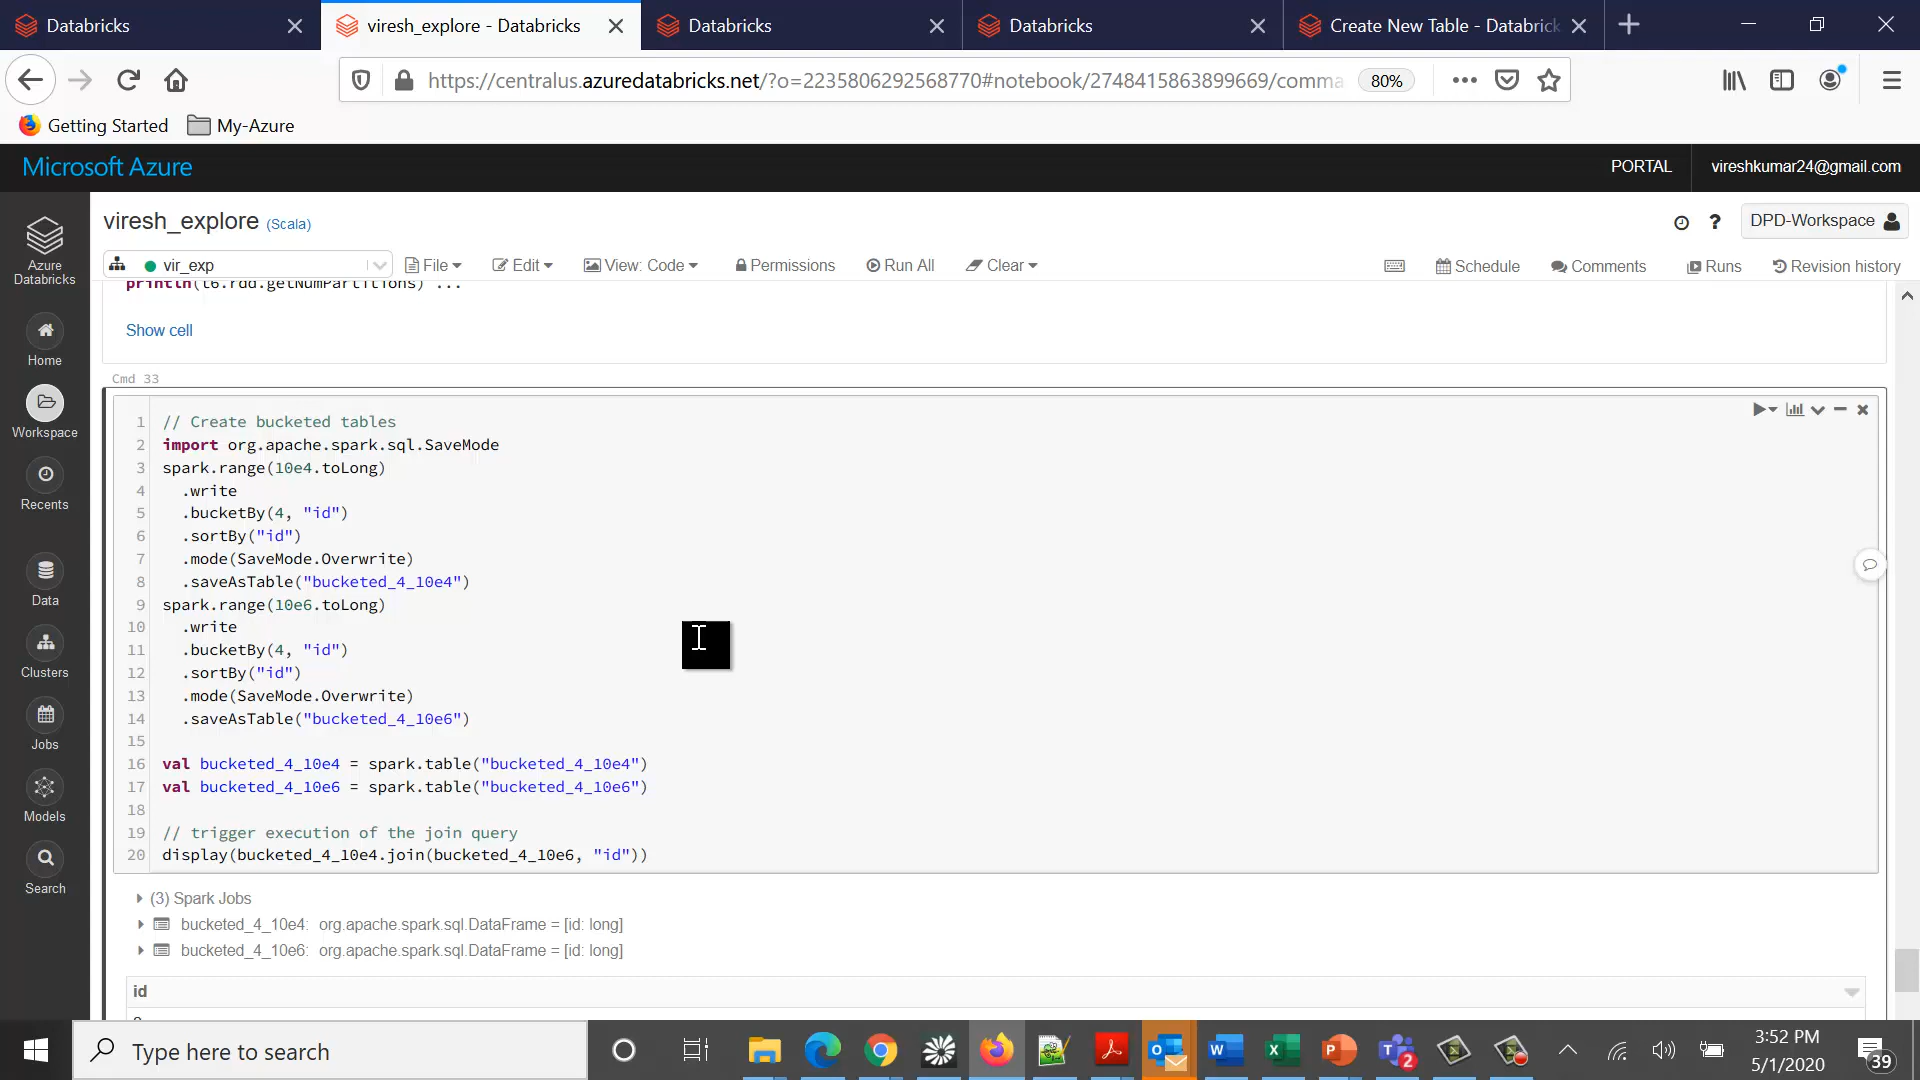 Databricks
viresh_explore - Databricks
Databricks
Databricks
Create New Table - Databrick
https://centralus.azuredatabricks.net/?o=2235806292568770#notebook/2748415863899669/comma
80%
Getting Started
My-Azure
Microsoft Azure
PORTAL
vireshkumar24@gmail.com
viresh_explore (Scala)
DPD-Workspace
vir_exp
File
Edit
View: Code
Permissions
Run All
Clear
Schedule
Comments
Runs
Revision history
Azure
Databricks
Home
Workspace
Recents
Data
Clusters
Jobs
Models
Search
println(t6.rdd.getNumPartitions) ...
Show cell
Cmd 33
1 // Create bucketed tables
2 import org.apache.spark.sql.SaveMode
3 spark.range(10e4.toLong)
4 .write
5 .bucketBy(4, "id")
6 .sortBy("id")
7 .mode(SaveMode.Overwrite)
8 .saveAsTable("bucketed_4_10e4")
9 spark.range(10e6.toLong)
10 .write
11 .bucketBy(4, "id")
12 .sortBy("id")
13 .mode(SaveMode.Overwrite)
14 .saveAsTable("bucketed_4_10e6")
15
16 val bucketed_4_10e4 = spark.table("bucketed_4_10e4")
17 val bucketed_4_10e6 = spark.table("bucketed_4_10e6")
18
19 // trigger execution of the join query
20 display(bucketed_4_10e4.join(bucketed_4_10e6, "id"))
(3) Spark Jobs
bucketed_4_10e4: org.apache.spark.sql.DataFrame = [id: long]
bucketed_4_10e6: org.apache.spark.sql.DataFrame = [id: long]
id
Type here to search
2
3:52 PM
5/1/2020
39